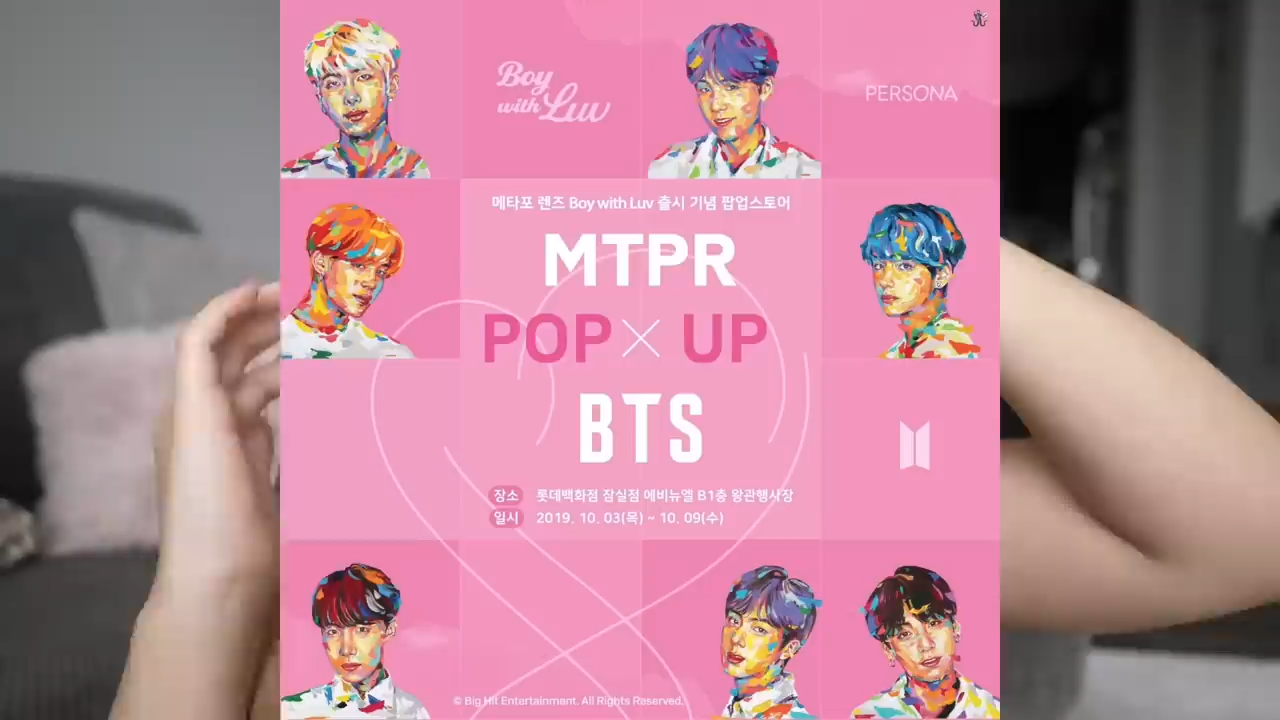 Boy
with Luv
PERSONA
메타포 렌즈 Boy with Luv 출시 기념 팝업스토어
MTPR
POP × UP
BTS
장소 롯데백화점 잠실점 에비뉴엘 B1층 왕관행사장
일시 2019. 10. 03(목) ~ 10. 09(수)
© Big Hit Entertainment. All Rights Reserved.